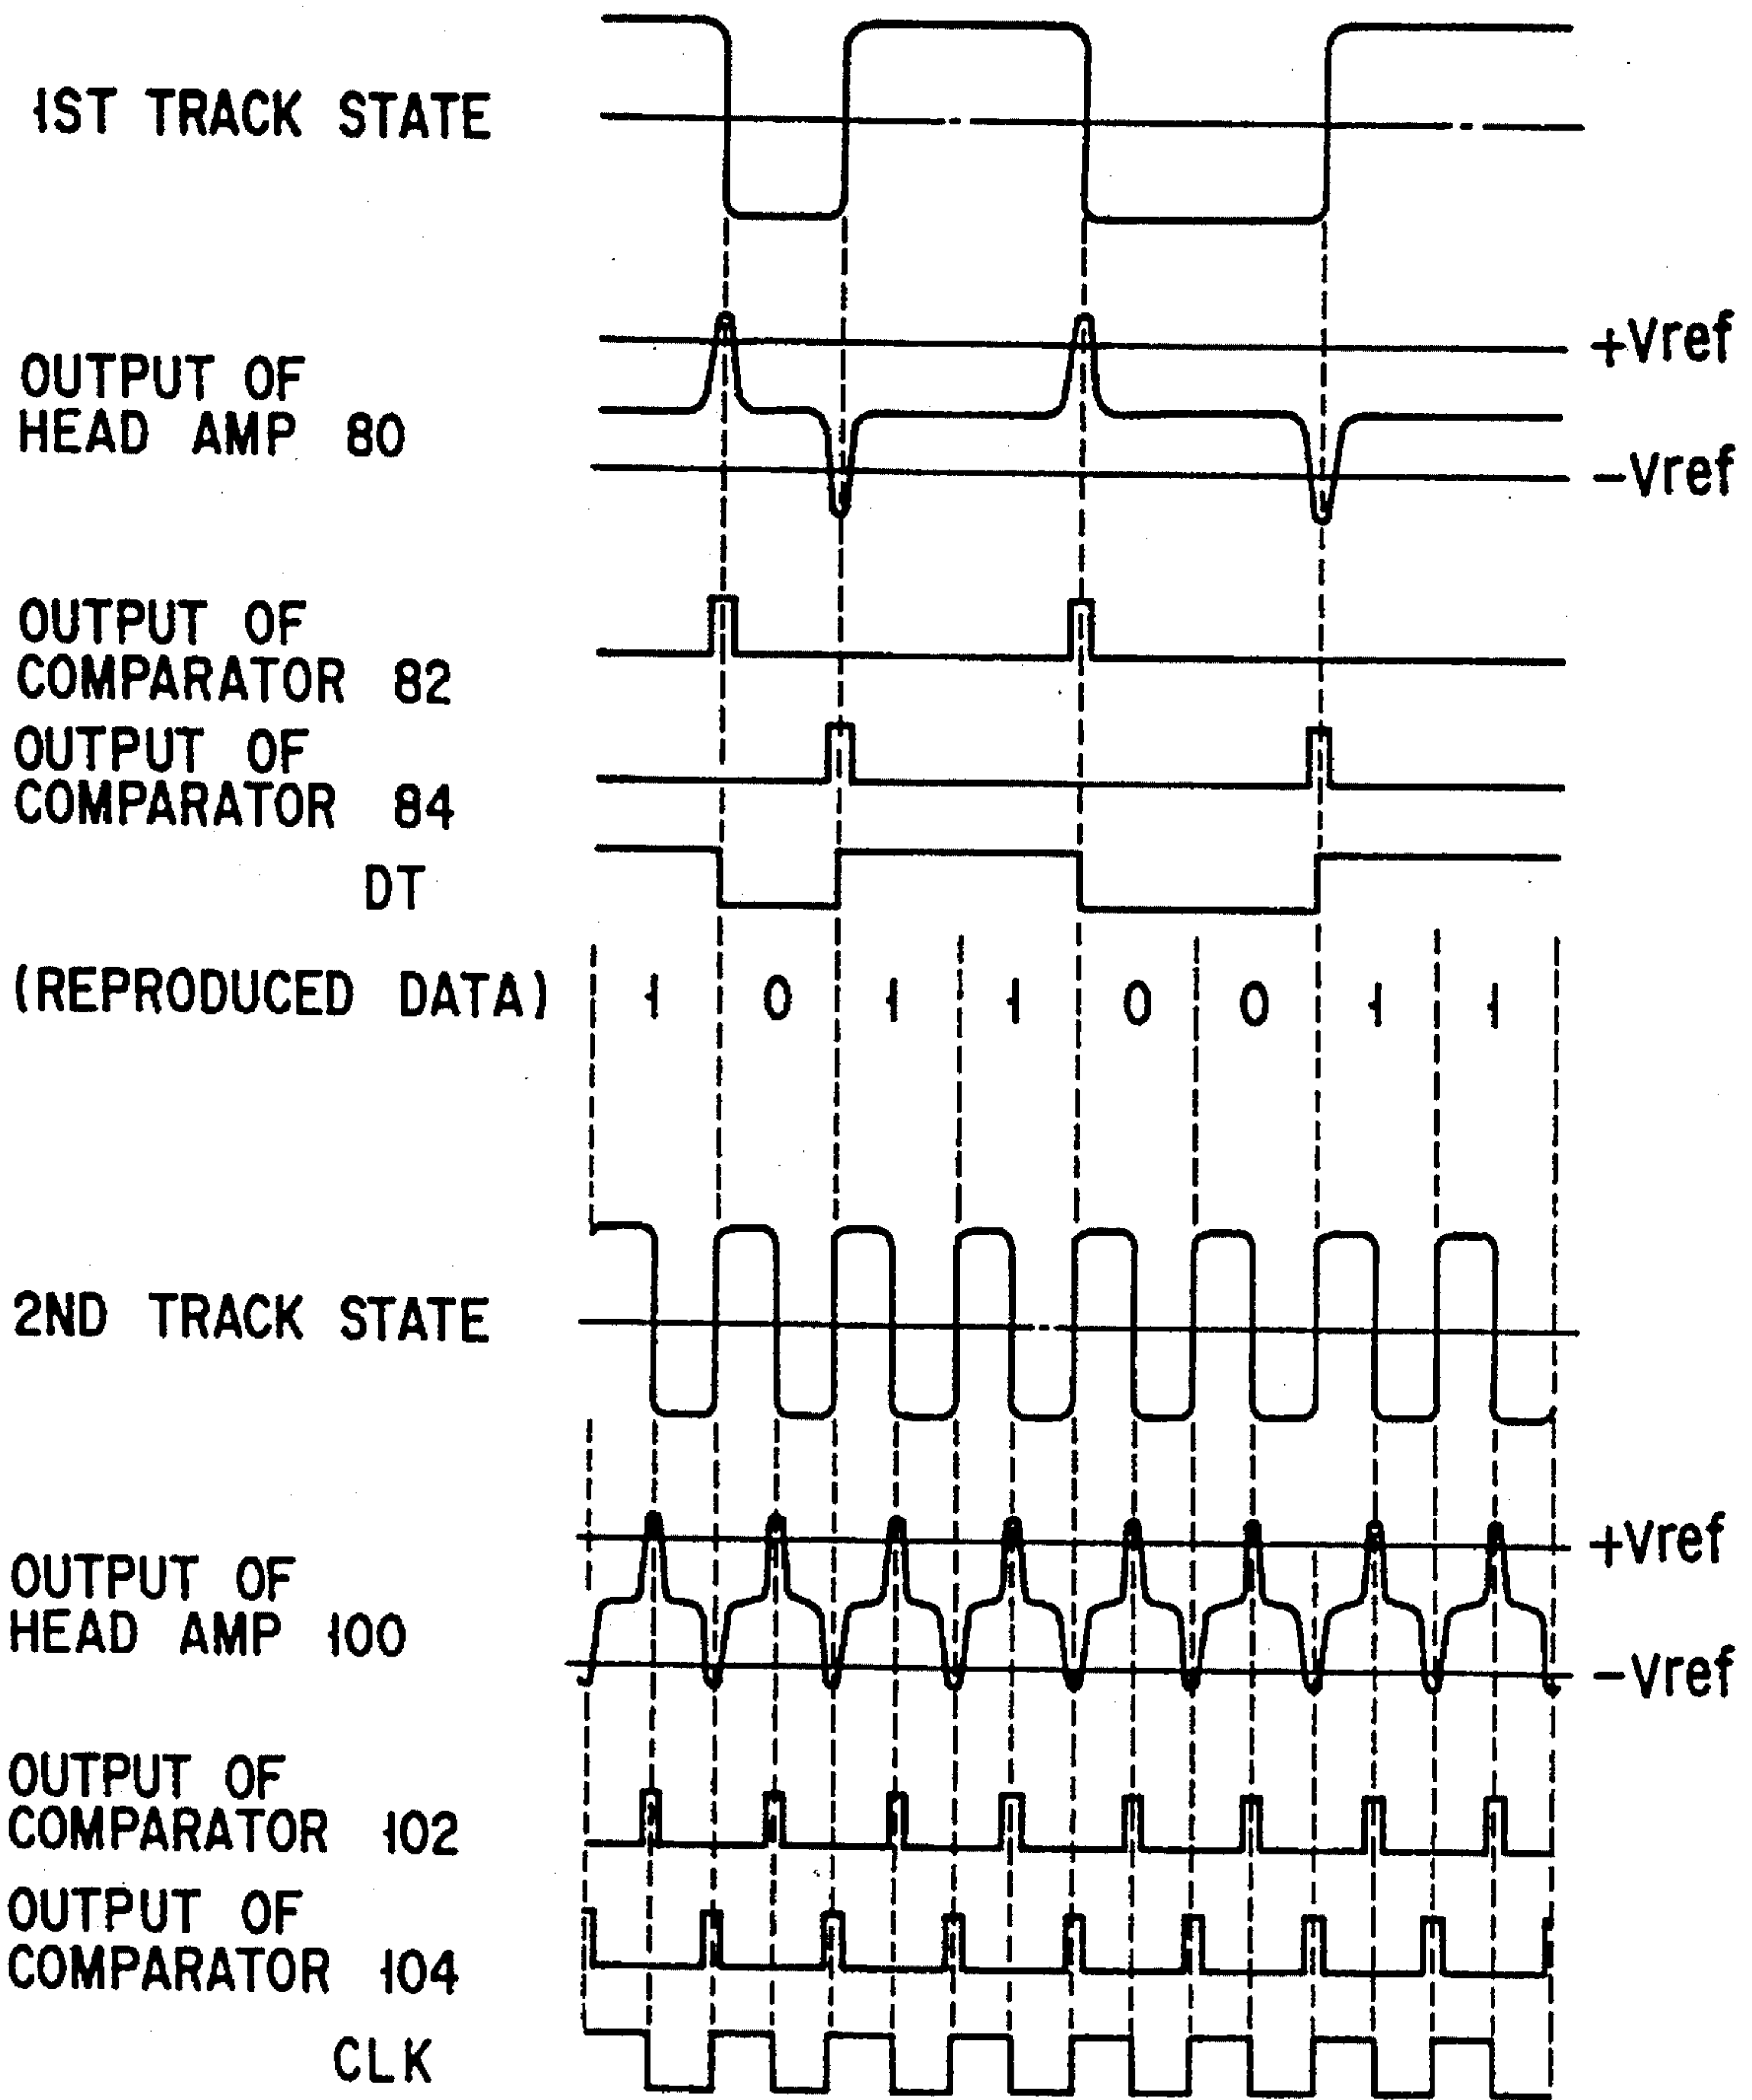 1ST TRACK STATE
+Vref
OUTPUT OF
HEAD AMP 80
-Vref
OUTPUT OF
COMPARATOR 82
OUTPUT OF
COMPARATOR 84
DT
(REPRODUCED DATA) 1 0 1 1 0 0 1 1
2ND TRACK STATE
+Vref
OUTPUT OF
HEAD AMP 100
-Vref
OUTPUT OF
COMPARATOR 102
OUTPUT OF
COMPARATOR 104
CLK